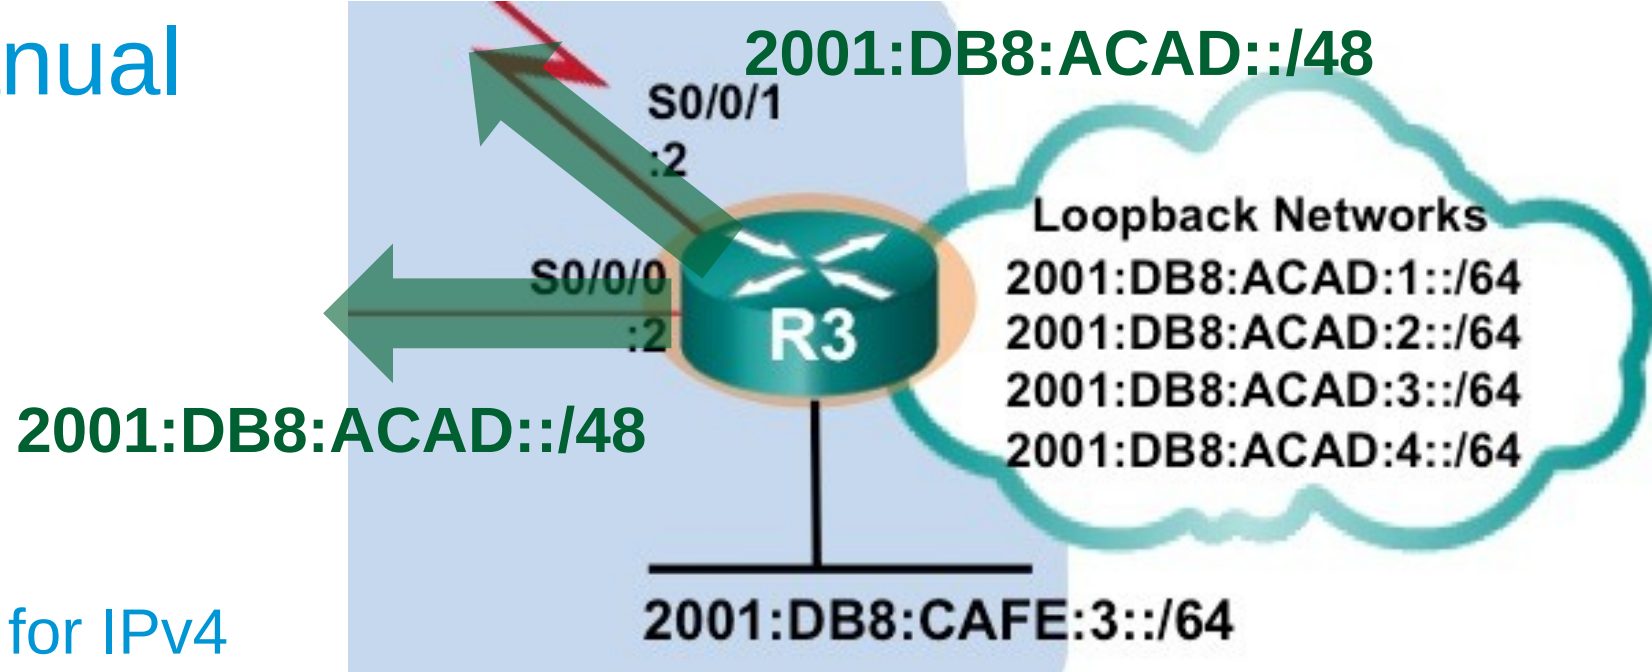 nual
2001:DB8:ACAD::/48
S0/0/1
:2
Loopback Networks
2001:DB8:ACAD:1::/64
2001:DB8:ACAD:2::/64
2001:DB8:ACAD:3::/64
2001:DB8:ACAD:4::/64
S0/0/0
:2
R3
2001:DB8:ACAD::/48
2001:DB8:CAFE:3::/64
for IPv4